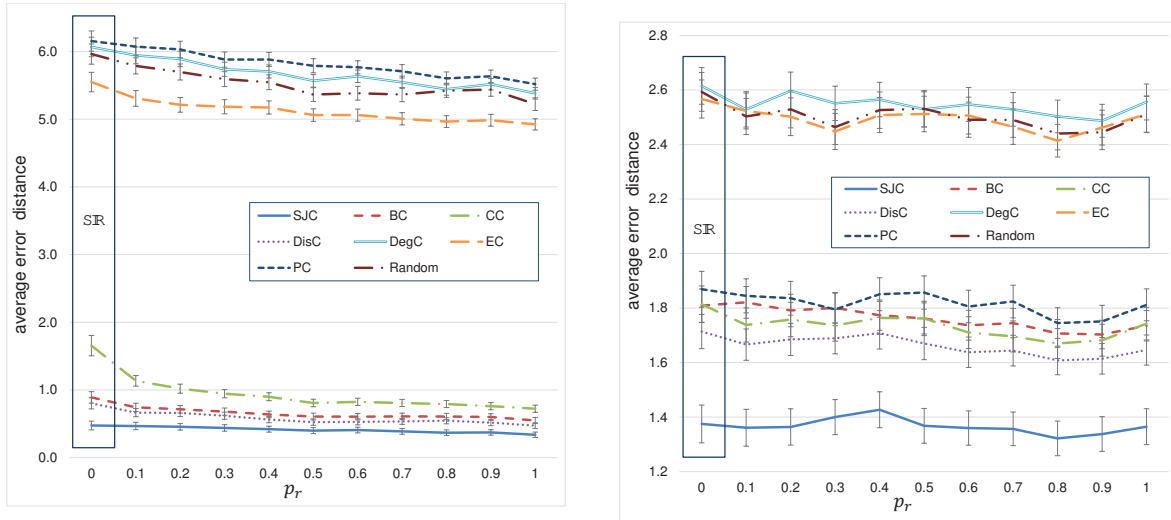 6.0
5.0
4.0
3.0
2.0
1.0
0.0
average error distance
SIR
SJC BC CC
DisC DegC EC
PC Random
0 0.1 0.2 0.3 0.4 0.5 0.6 0.7 0.8 0.9 1
p_r
2.8
2.6
2.4
2.2
2.0
1.8
1.6
1.4
1.2
average error distance
SIR
SJC BC CC
DisC DegC EC
PC Random
0 0.1 0.2 0.3 0.4 0.5 0.6 0.7 0.8 0.9 1
p_r